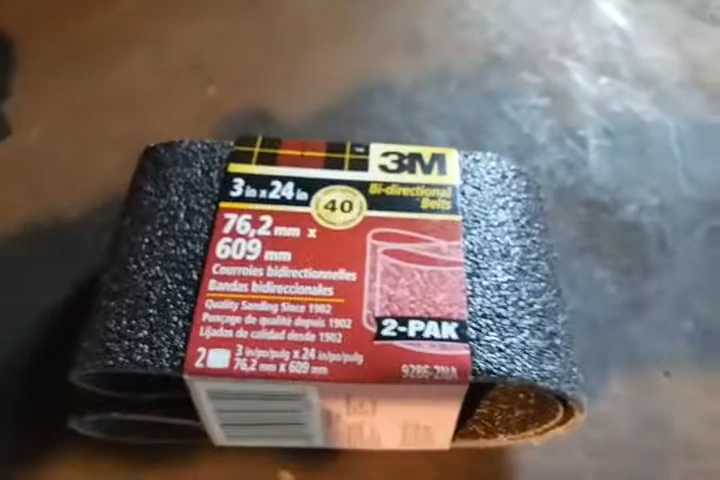 3M
3 in x 24 in
40
Bi-directional
Belts
76,2 mm x
609 mm
Courroies bidirectionnelles
Bandas bidireccionales
Quality Sanding Since 1902
Ponçage de qualité depuis 1902
Lijados de calidad desde 1902
2-PAK
2
3 in/po/pulg x 24 in/po/pulg
76,2 mm x 609 mm
9286-2NA